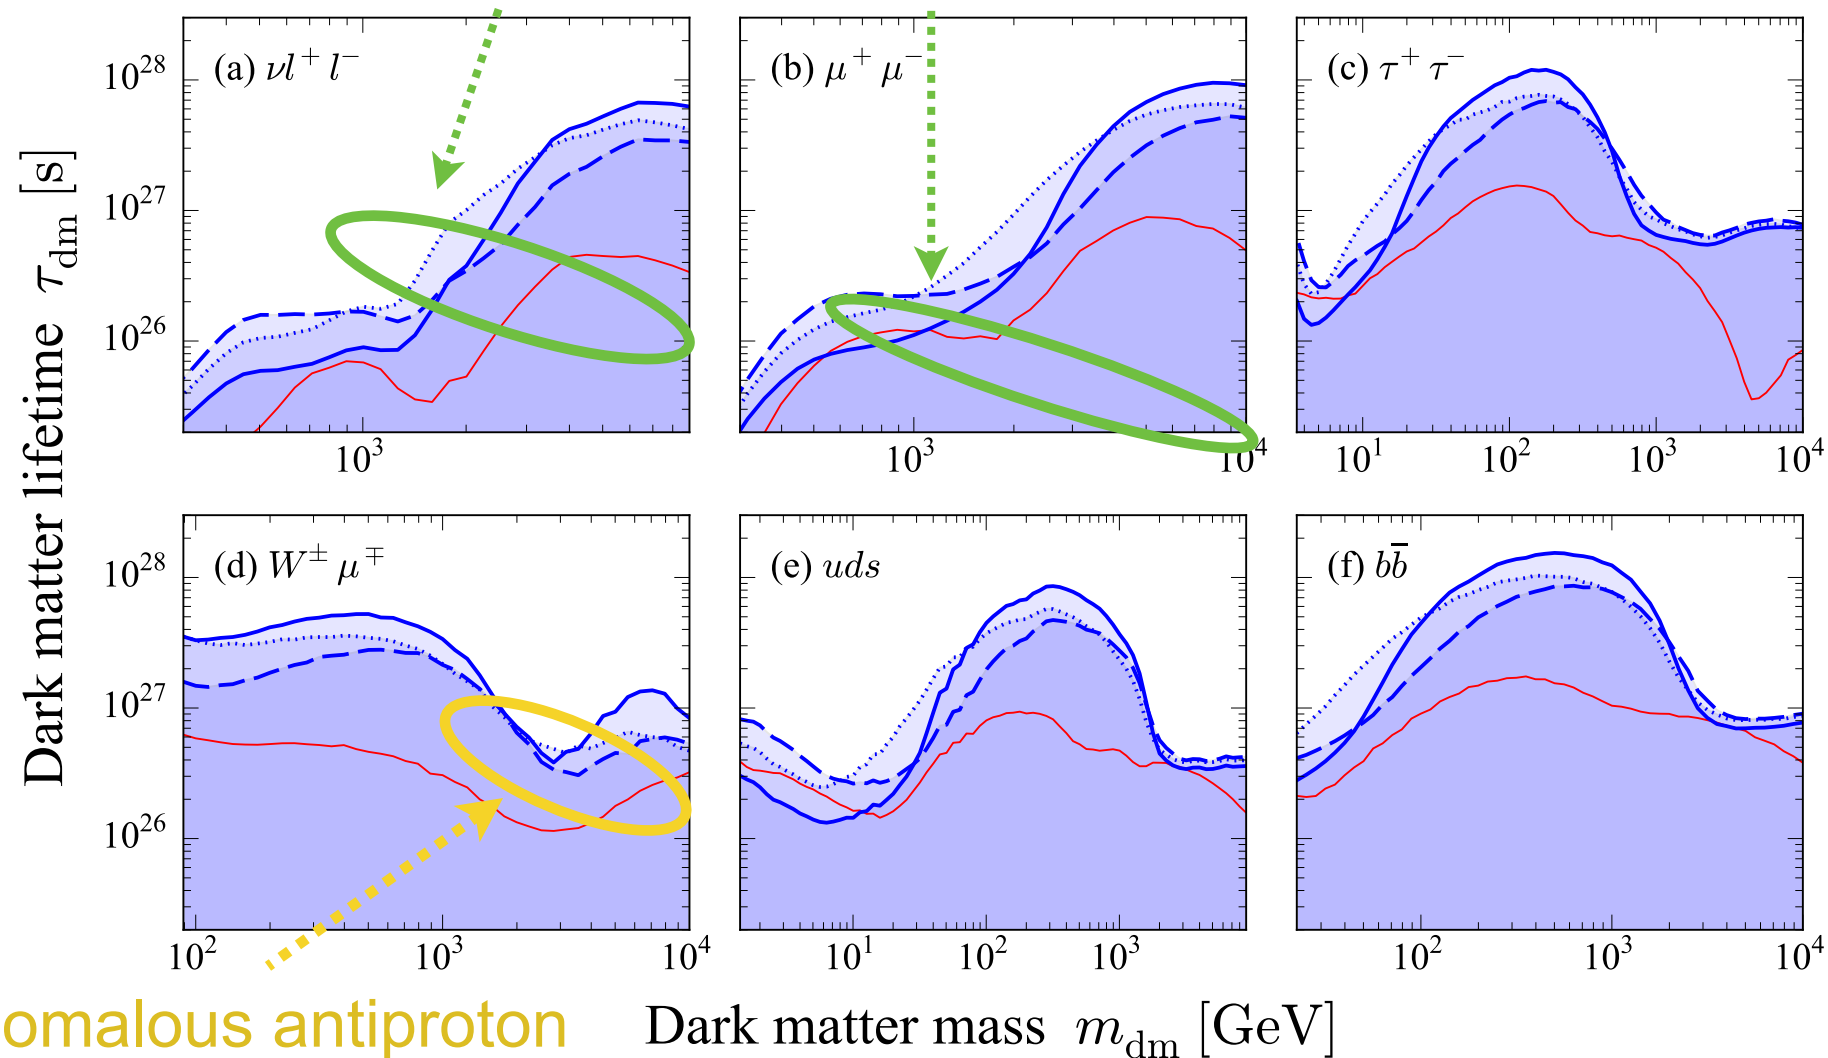 (a) νl⁺ l⁻
(b) μ⁺ μ⁻
(c) τ⁺ τ⁻
10²⁸
10²⁷
10²⁶
10³
10³
10⁴
10¹
10²
10³
10⁴
Dark matter lifetime τ_dm [s]
(d) W^± μ^∓
(e) uds
(f) bb̅
10²⁸
10²⁷
10²⁶
10²
10³
10⁴
10¹
10²
10³
10²
10³
10⁴
omalous antiproton
Dark matter mass m_dm [GeV]